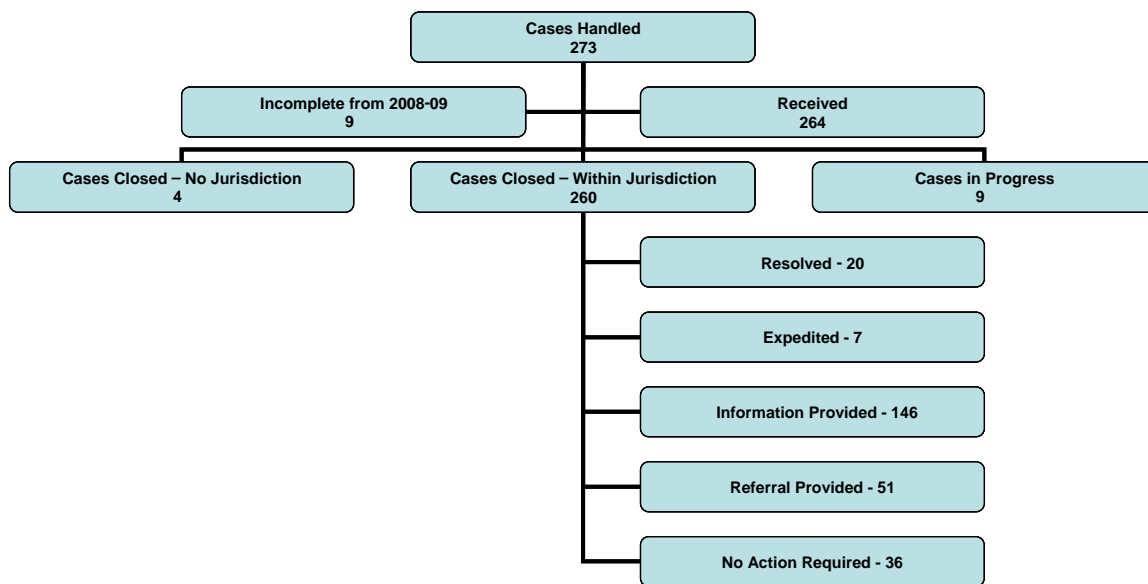 Cases Handled
273
Incomplete from 2008-09
9
Received
264
Cases Closed – No Jurisdiction
4
Cases Closed – Within Jurisdiction
260
Cases in Progress
9
Resolved - 20
Expedited - 7
Information Provided - 146
Referral Provided - 51
No Action Required - 36